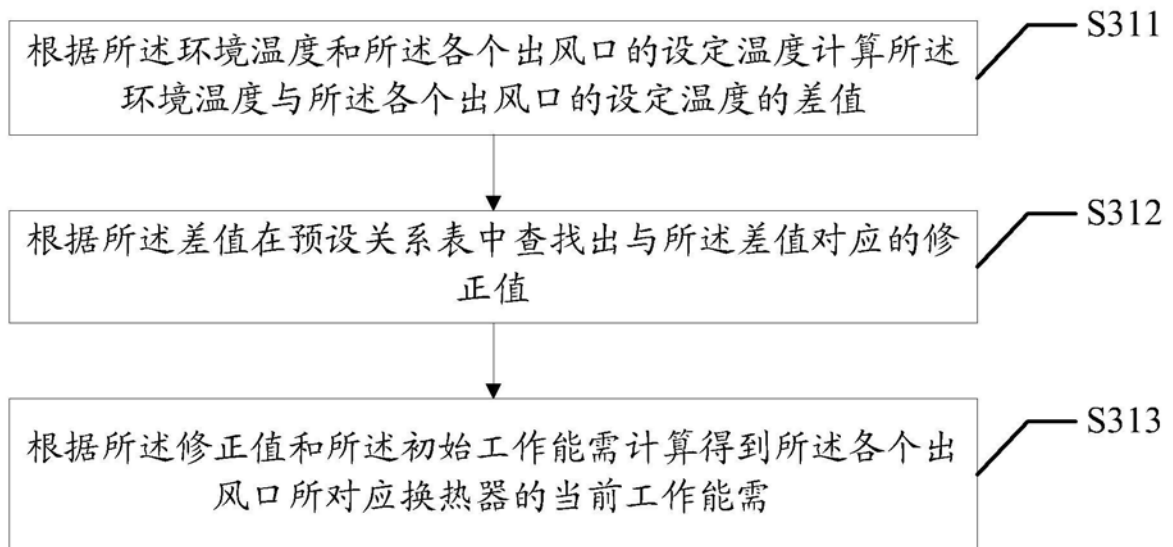 S311
根据所述环境温度和所述各个出风口的设定温度计算所述
环境温度与所述各个出风口的设定温度的差值
S312
根据所述差值在预设关系表中查找出与所述差值对应的修
正值
S313
根据所述修正值和所述初始工作能需计算得到所述各个出
风口所对应换热器的当前工作能需